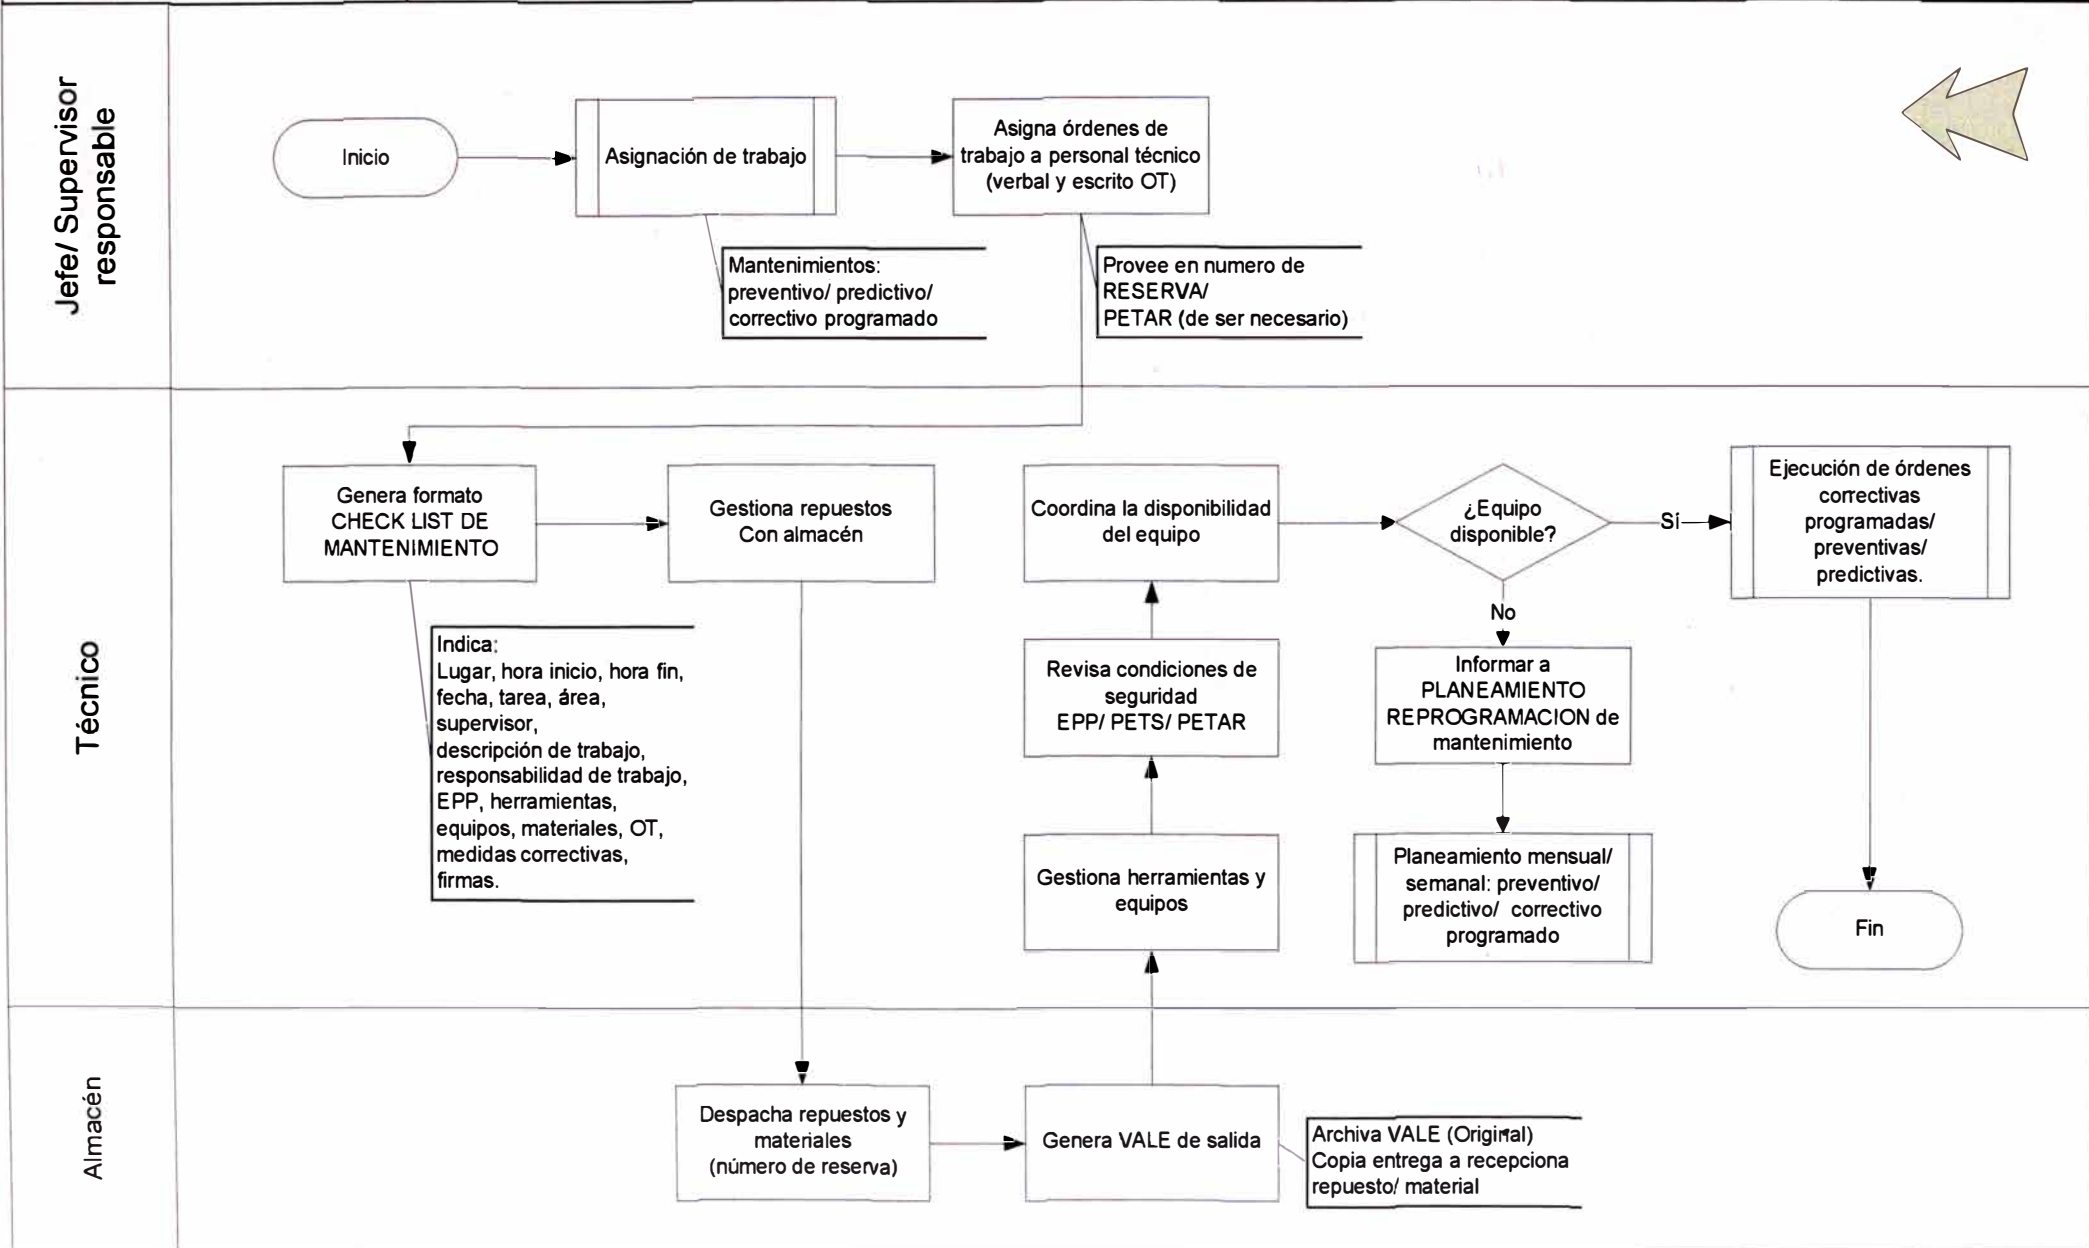 Jefe/ Supervisor
responsable
Inicio
Asignación de trabajo
Asigna órdenes de
trabajo a personal técnico
(verbal y escrito OT)
Mantenimientos:
preventivo/ predictivo/
correctivo programado
Provee en numero de
RESERVA/
PETAR (de ser necesario)
Técnico
Genera formato
CHECK LIST DE
MANTENIMIENTO
Gestiona repuestos
Con almacén
Coordina la disponibilidad
del equipo
¿Equipo
disponible?
Sí
Ejecución de órdenes
correctivas
programadas/
preventivas/
predictivas.
No
Indica:
Lugar, hora inicio, hora fin,
fecha, tarea, área,
supervisor,
descripción de trabajo,
responsabilidad de trabajo,
EPP, herramientas,
equipos, materiales, OT,
medidas correctivas,
firmas.
Revisa condiciones de
seguridad
EPP/ PETS/ PETAR
Informar a
PLANEAMIENTO
REPROGRAMACION de
mantenimiento
Gestiona herramientas y
equipos
Planeamiento mensual/
semanal: preventivo/
predictivo/ correctivo
programado
Fin
Almacén
Despacha repuestos y
materiales
(número de reserva)
Genera VALE de salida
Archiva VALE (Original)
Copia entrega a recepciona
repuesto/ material